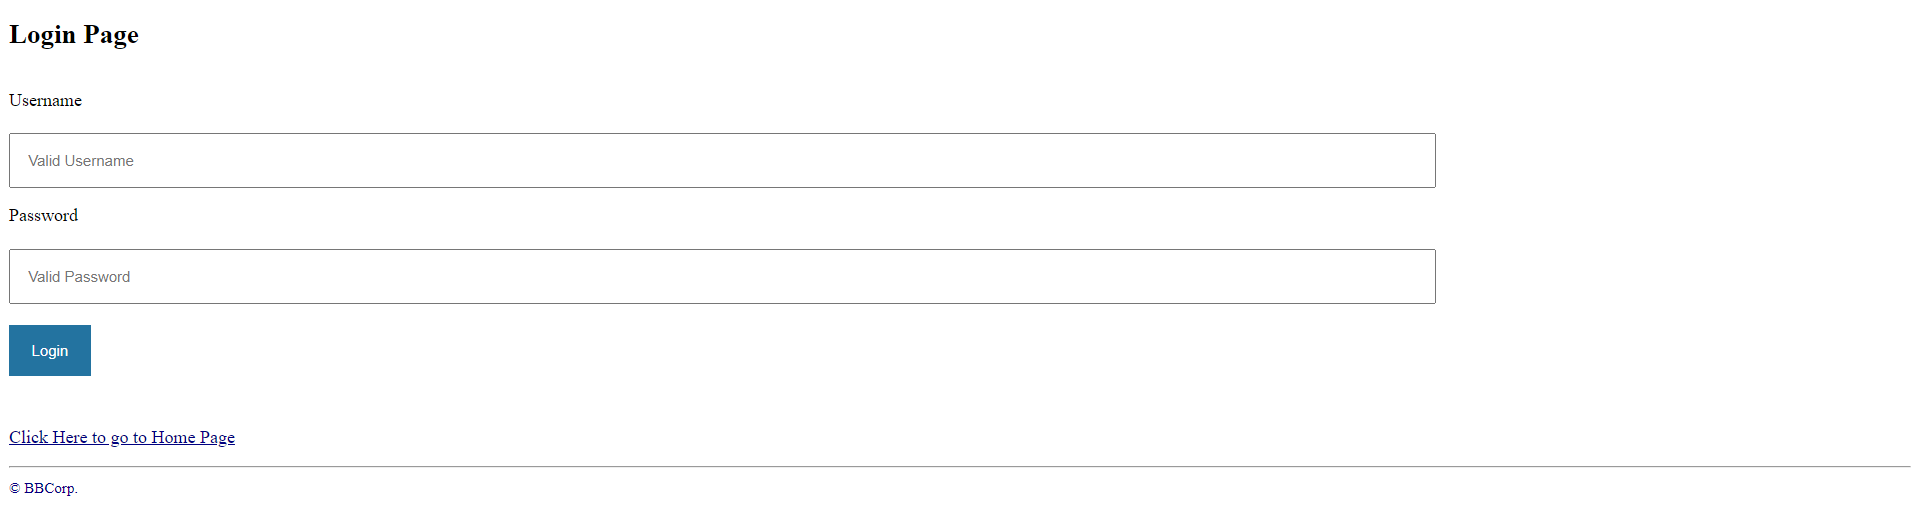 Login Page
Username
Valid Username
Password
Valid Password
Login
Click Here to go to Home Page
© BBCorp.